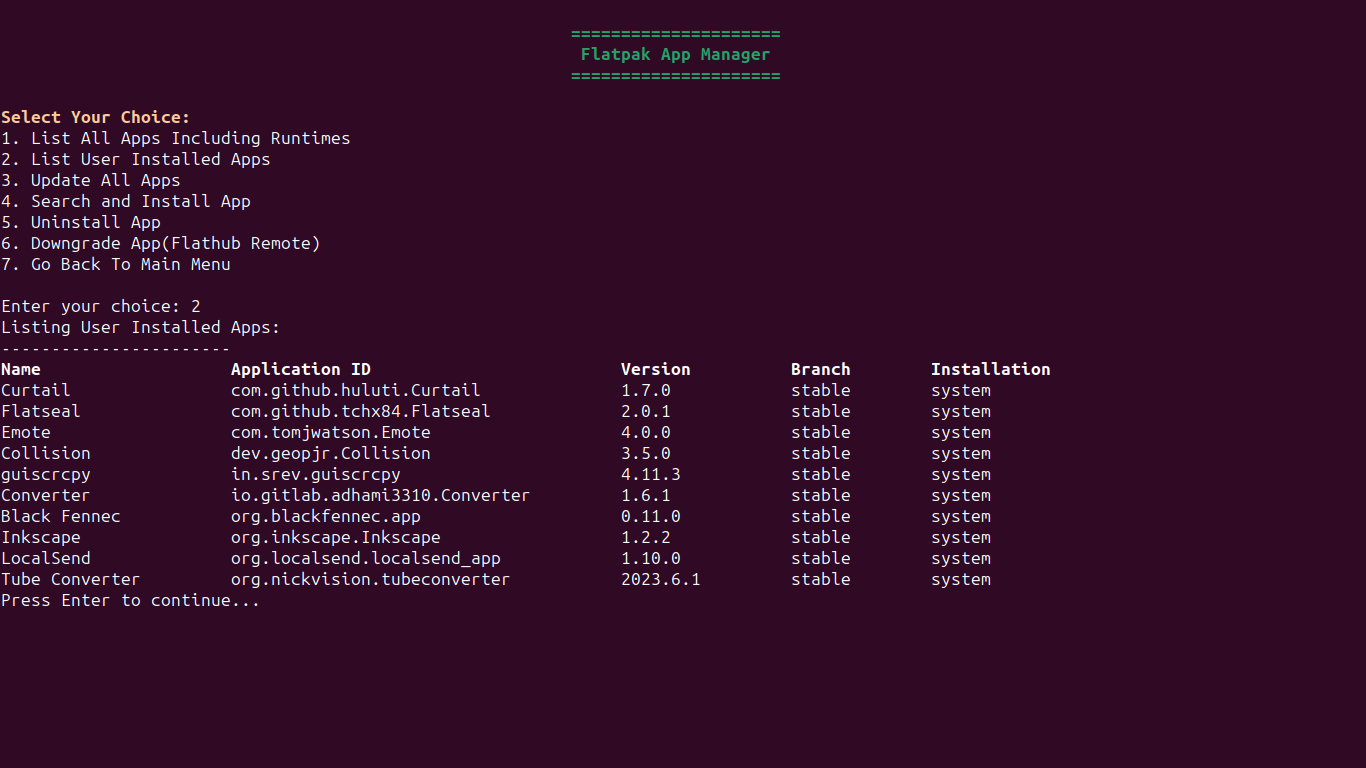 =====================
Flatpak App Manager
=====================
Select Your Choice:
1. List All Apps Including Runtimes
2. List User Installed Apps
3. Update All Apps
4. Search and Install App
5. Uninstall App
6. Downgrade App(Flathub Remote)
7. Go Back To Main Menu
Enter your choice: 2
Listing User Installed Apps:
-----------------------
Name Application ID Version Branch Installation
Curtail com.github.huluti.Curtail 1.7.0 stable system
Flatseal com.github.tchx84.Flatseal 2.0.1 stable system
Emote com.tomjwatson.Emote 4.0.0 stable system
Collision dev.geopjr.Collision 3.5.0 stable system
guiscrcpy in.srev.guiscrcpy 4.11.3 stable system
Converter io.gitlab.adhami3310.Converter 1.6.1 stable system
Black Fennec org.blackfennec.app 0.11.0 stable system
Inkscape org.inkscape.Inkscape 1.2.2 stable system
LocalSend org.localsend.localsend_app 1.10.0 stable system
Tube Converter org.nickvision.tubeconverter 2023.6.1 stable system
Press Enter to continue...